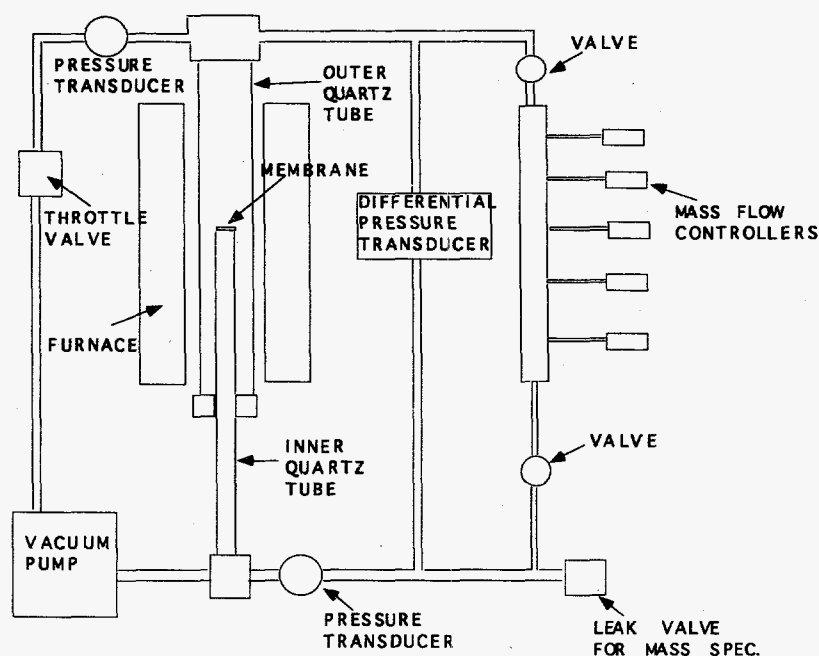 VALVE
PRESSURE
TRANSDUCER
OUTER
QUARTZ
TUBE
MEMBRANE
DIFFERENTIAL
PRESSURE
TRANSDUCER
MASS FLOW
CONTROLLERS
THROTTLE
VALVE
FURNACE
VALVE
INNER
QUARTZ
TUBE
VACUUM
PUMP
PRESSURE
TRANSDUCER
LEAK VALVE
FOR MASS SPEC.